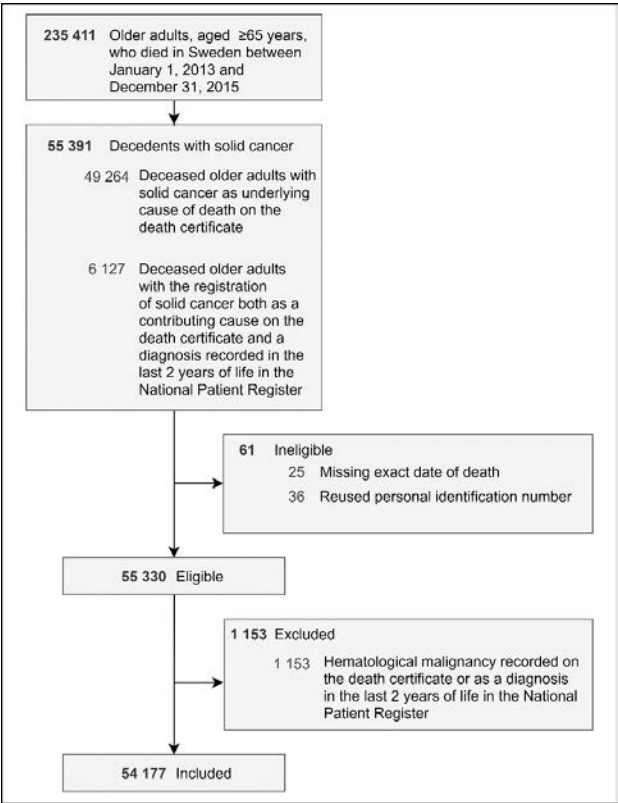 235 411 Older adults, aged ≥65 years,
who died in Sweden between
January 1, 2013 and
December 31, 2015
55 391 Decedents with solid cancer
49 264 Deceased older adults with
solid cancer as underlying
cause of death on the
death certificate
6 127 Deceased older adults
with the registration
of solid cancer both as a
contributing cause on the
death certificate and a
diagnosis recorded in the
last 2 years of life in the
National Patient Register
61 Ineligible
25 Missing exact date of death
36 Reused personal identification number
55 330 Eligible
1 153 Excluded
1 153 Hematological malignancy recorded on
the death certificate or as a diagnosis
in the last 2 years of life in the National
Patient Register
54 177 Included